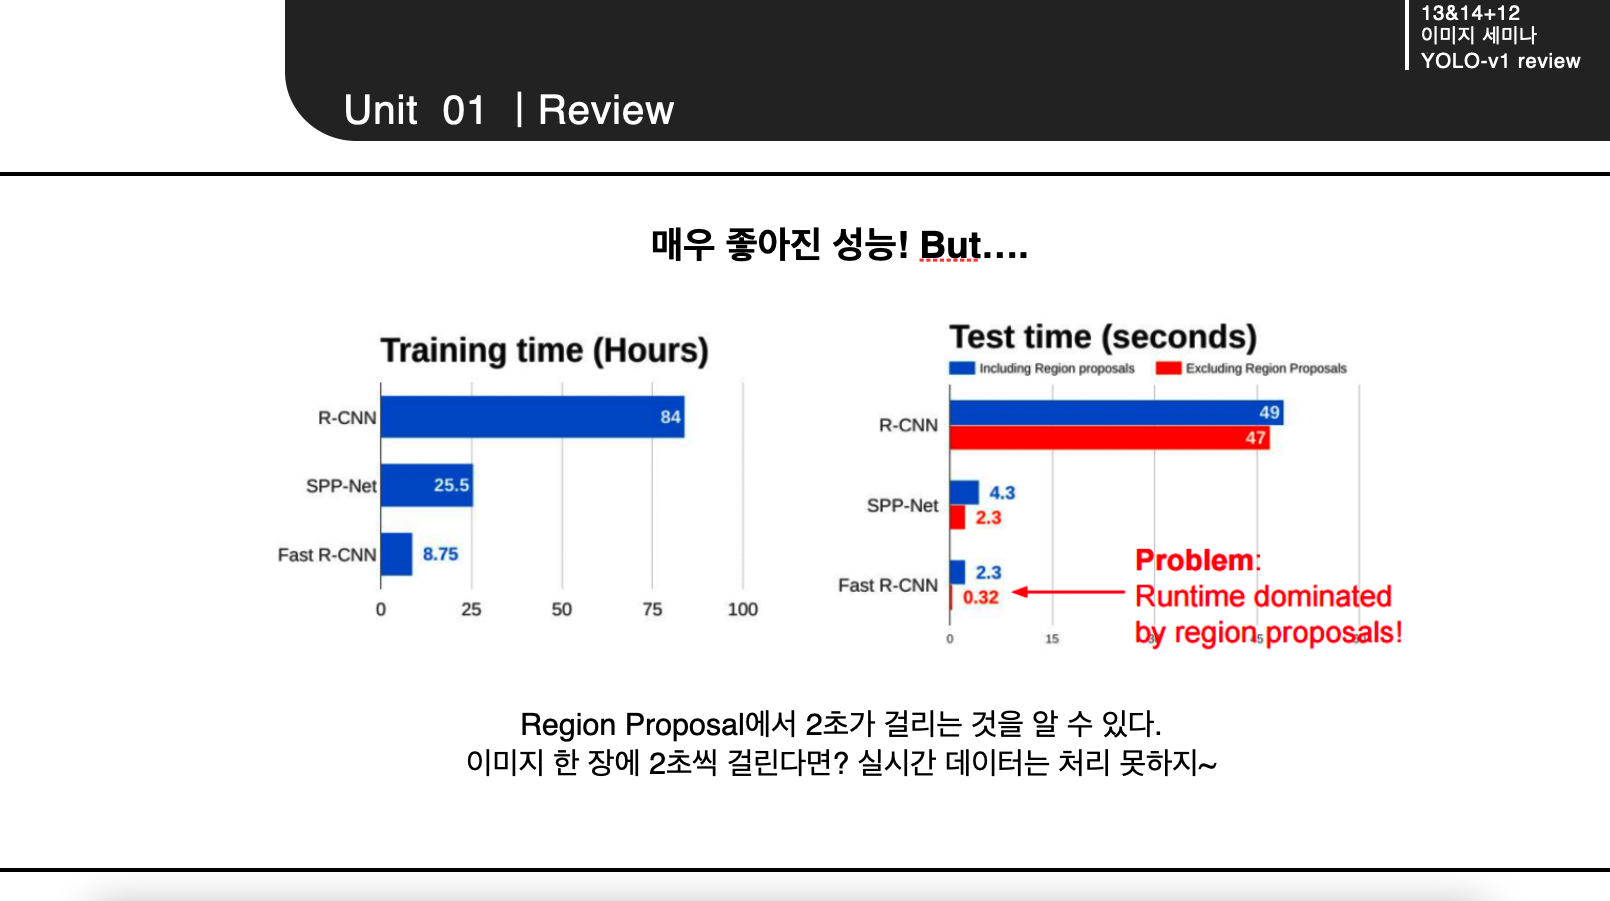 13&14+12
이미지 세미나
YOLO-v1 review
Unit 01 | Review
매우 좋아진 성능! But....
Training time (Hours)
R-CNN
84
SPP-Net
25.5
Fast R-CNN
8.75
0 25 50 75 100
Test time (seconds)
Including Region proposals Excluding Region Proposals
R-CNN
49
47
SPP-Net
4.3
2.3
Fast R-CNN
2.3
0.32
Problem:
Runtime dominated
by region proposals!
0 15
Region Proposal에서 2초가 걸리는 것을 알 수 있다.
이미지 한 장에 2초씩 걸린다면? 실시간 데이터는 처리 못하지~